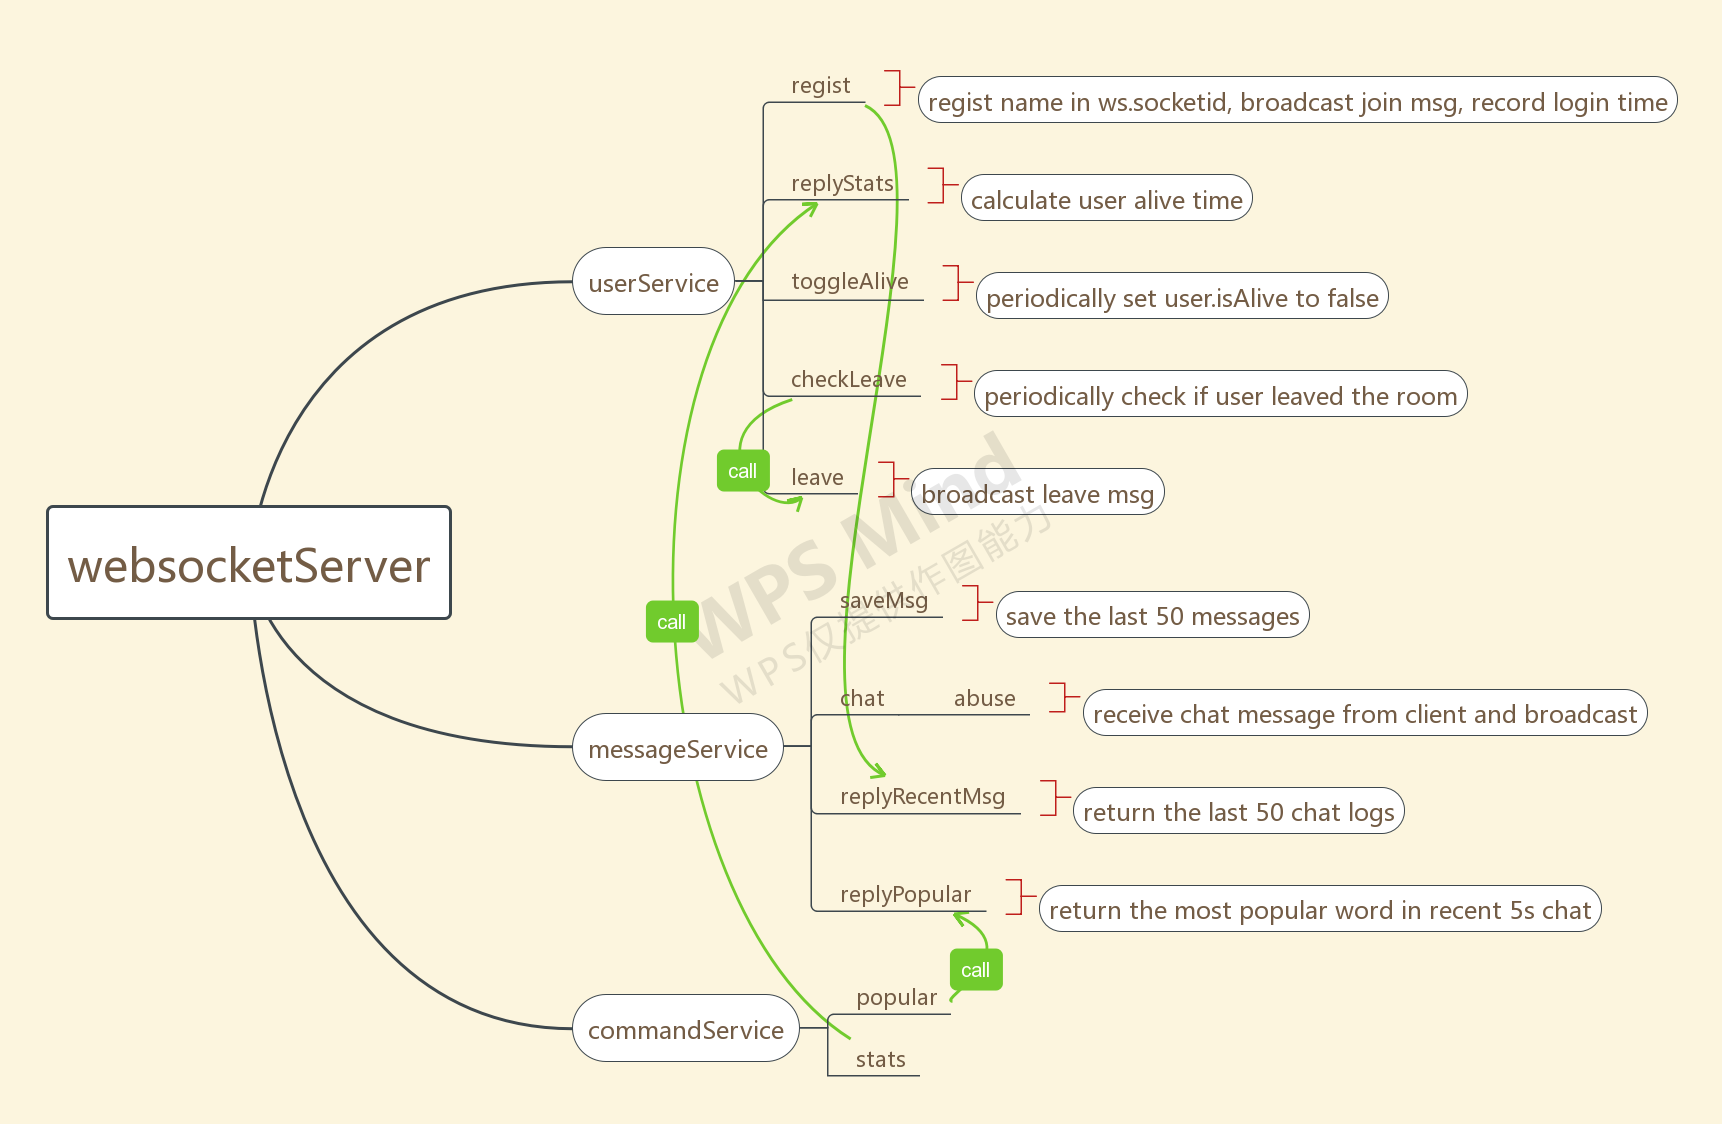 regist
regist name in ws.socketid, broadcast join msg, record login time
replyStats
calculate user alive time
userService
toggleAlive
periodically set user.isAlive to false
checkLeave
periodically check if user leaved the room
call
leave
broadcast leave msg
websocketServer
WPS Mind
WPS仅提供作图能力
saveMsg
save the last 50 messages
call
chat
abuse
receive chat message from client and broadcast
messageService
replyRecentMsg
return the last 50 chat logs
replyPopular
return the most popular word in recent 5s chat
call
popular
commandService
stats